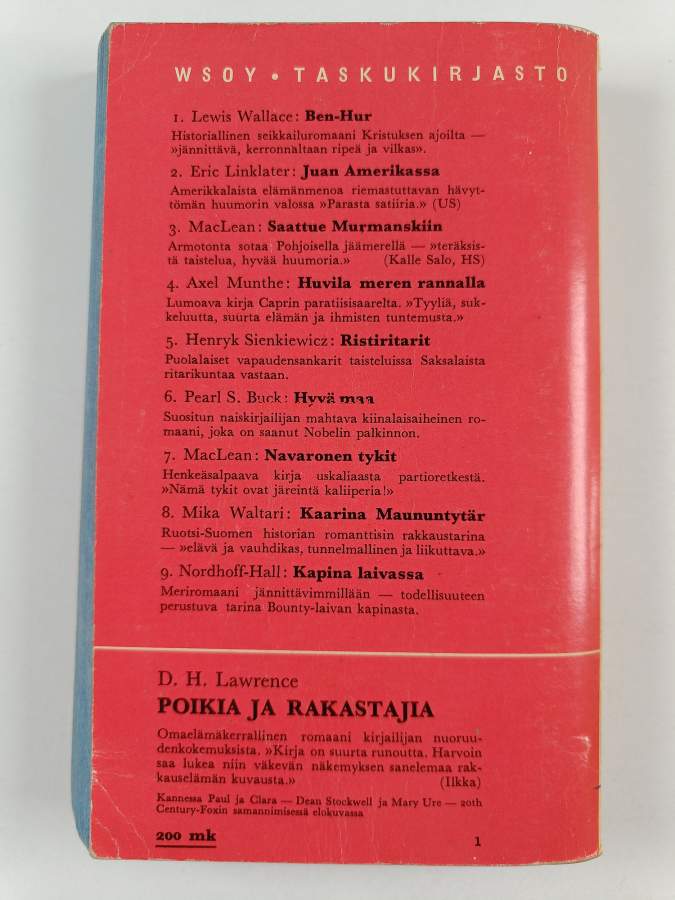 WSOY • TASKUKIRJASTO
1. Lewis Wallace: Ben-Hur
Historiallinen seikkailuromaani Kristuksen ajoilta —
»jännittävä, kerronnaltaan ripeä ja vilkas».
2. Eric Linklater: Juan Amerikassa
Amerikkalaista elämänmenoa riemastuttavan hävyt-
tömän huumorin valossa »Parasta satiiria.» (US)
3. MacLean: Saattue Murmanskiin
Armotonta sotaa Pohjoisella jäämerellä — »teräksis-
tä taistelua, hyvää huumoria.» (Kalle Salo, HS)
4. Axel Munthe: Huvila meren rannalla
Lumoava kirja Caprin paratiisisaarelta. »Tyyliä, suk-
keluutta, suurta elämän ja ihmisten tuntemusta.»
5. Henryk Sienkiewicz: Ristiritarit
Puolalaiset vapaudensankarit taisteluissa Saksalaista
ritarikuntaa vastaan.
6. Pearl S. Buck: Hyvä maa
Suositun naiskirjailijan mahtava kiinalaisaiheinen ro-
maani, joka on saanut Nobelin palkinnon.
7. MacLean: Navaronen tykit
Henkeäsalpaava kirja uskaliaasta partioretkestä.
»Nämä tykit ovat järeintä kaliiperia!»
8. Mika Waltari: Kaarina Maununtytär
Ruotsi-Suomen historian romanttisin rakkaustarina
— »elävä ja vauhdikas, tunnelmallinen ja liikuttava.»
9. Nordhoff-Hall: Kapina laivassa
Meriromaani jännittävimmillään — todellisuuteen
perustuva tarina Bounty-laivan kapinasta.
D. H. Lawrence
POIKIA JA RAKASTAJIA
Omaelämäkerrallinen romaani kirjailijan nuoruu-
denkokemuksista. »Kirja on suurta runoutta. Harvoin
saa lukea niin väkevän näkemyksen sanelemaa rak-
kauselämän kuvausta.» (Ilkka)
Kannessa Paul ja Clara — Dean Stockwell ja Mary Ure — 20th
Century-Foxin samannimisessä elokuvassa
200 mk 1